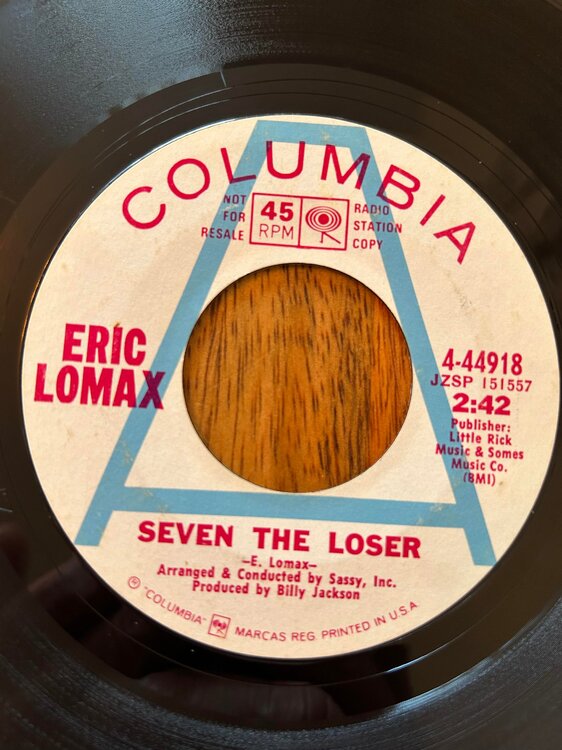 COLUMBIA
NOT
FOR
RESALE
45
RPM
RADIO
STATION
COPY
ERIC
LOMAX
4-44918
JZSP 151557
2:42
Publisher:
Little Rick
Music & Somes
Music Co.
(BMI)
A
SEVEN THE LOSER
—E. Lomax—
Arranged & Conducted by Sassy, Inc.
Produced by Billy Jackson
℗ "COLUMBIA" MARCAS REG. PRINTED IN U.S.A